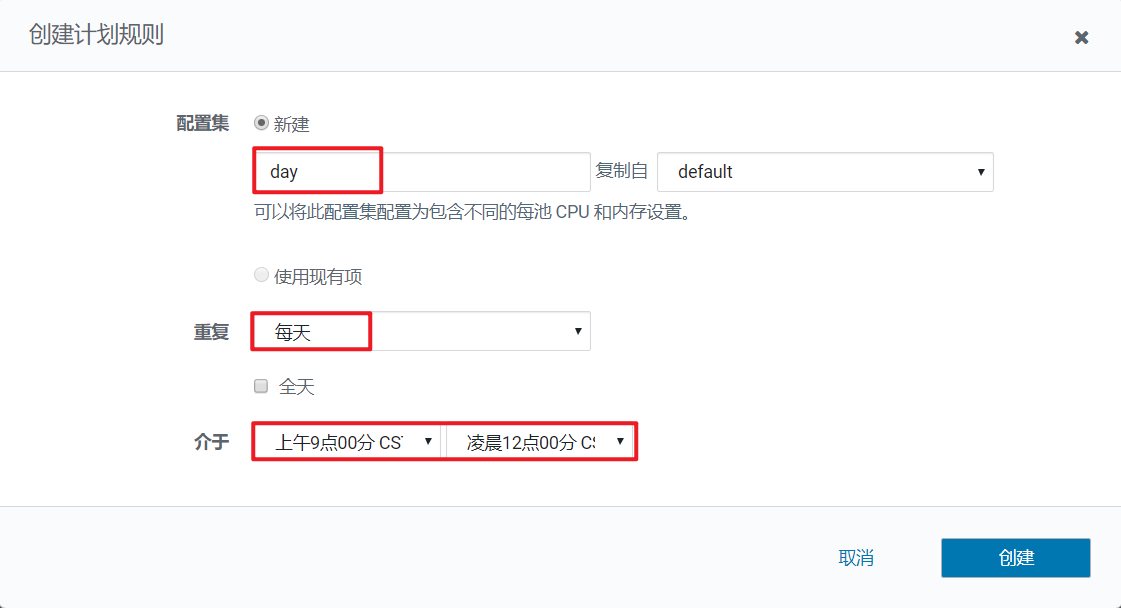 创建计划规则
配置集 新建
day 复制自 default
可以将此配置集配置为包含不同的每池 CPU 和内存设置。
使用现有项
重复 每天
全天
介于 上午9点00分 CS 凌晨12点00分 C
取消 创建